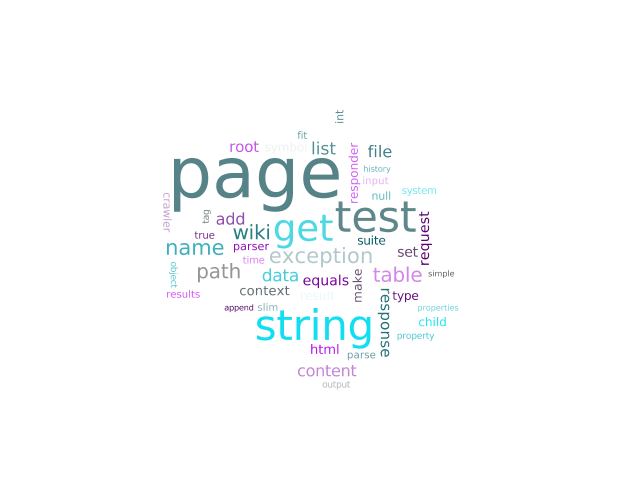 int
fit
root
symbol
list
file
page
responder
history
input
null
system
crawler
tag
add
wiki
get
test
request
true
parser
suite
name
exception
set
time
object
path
data
equals
make
table
simple
context
results
result
type
append
slim
string
response
properties
child
property
html
parse
content
output